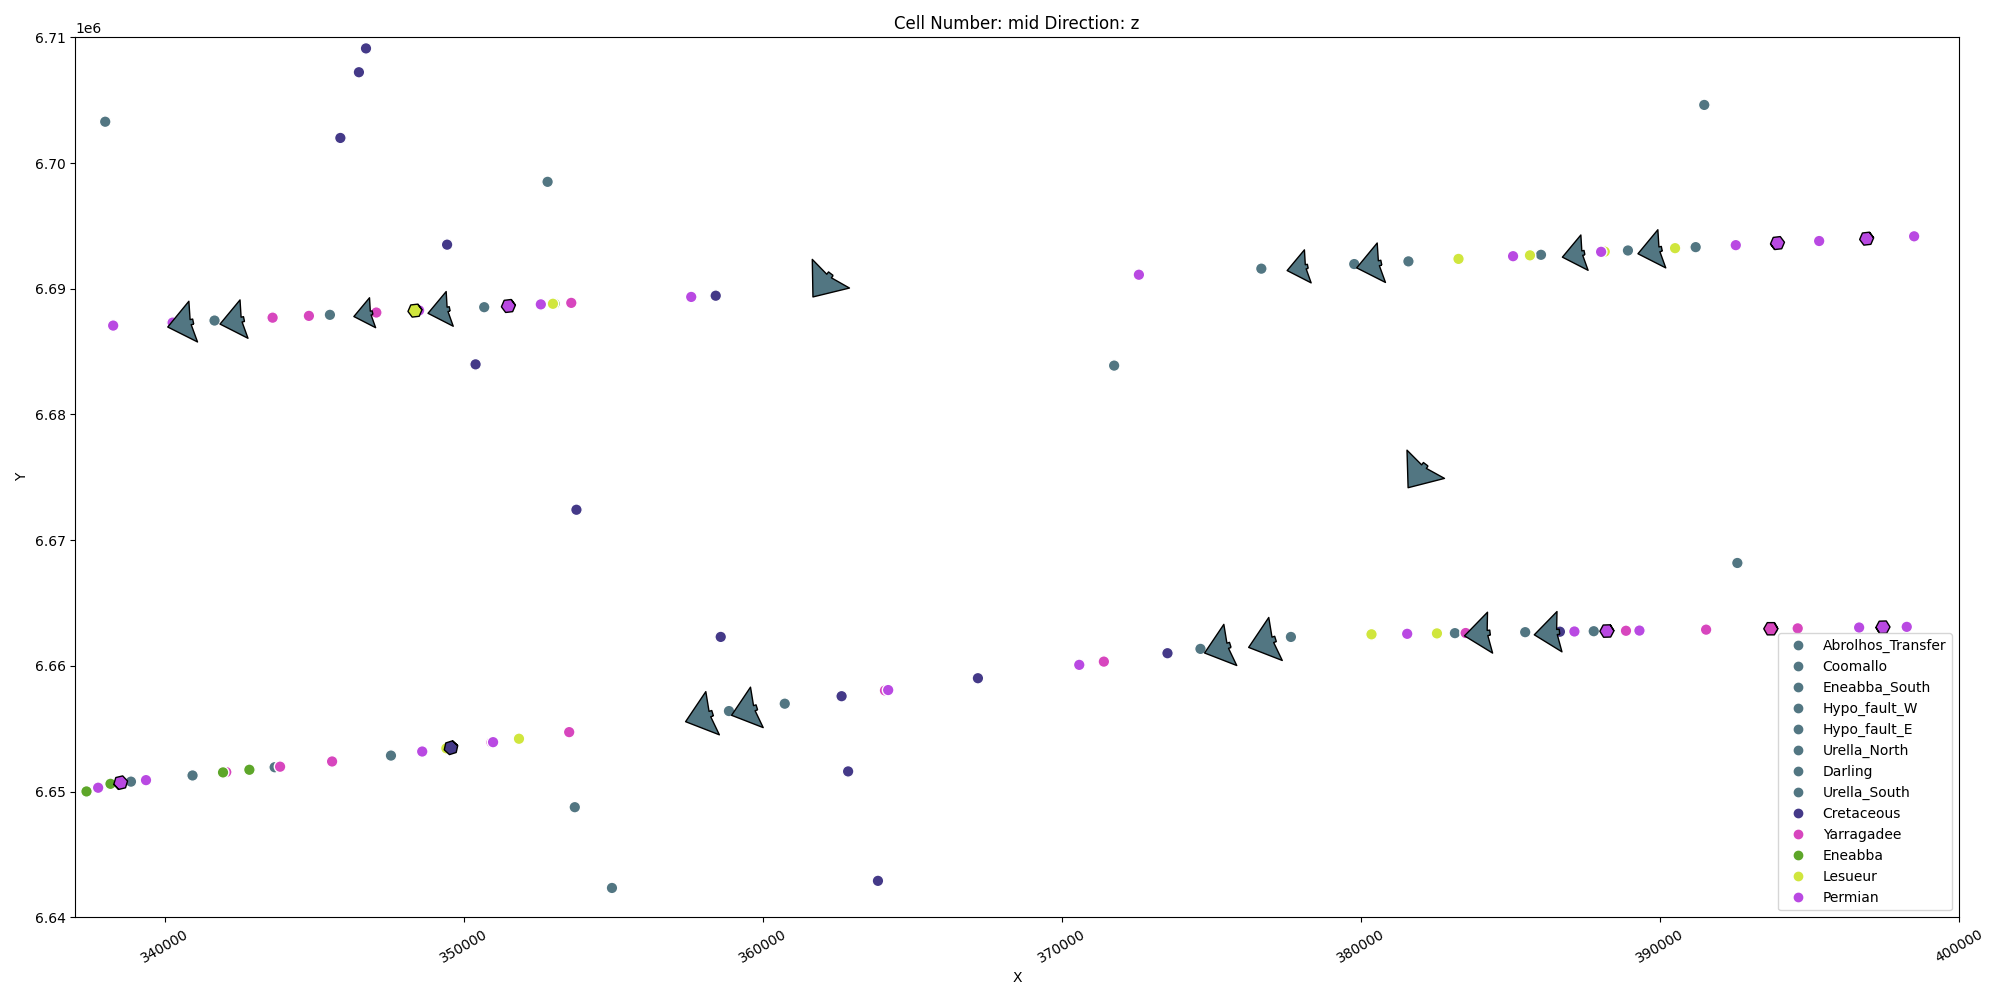 Cell Number: mid Direction: z
1e6
6.71
6.70
6.69
6.68
6.67
6.66
6.65
6.64
Y
340000
350000
360000
370000
380000
390000
400000
X
Abrolhos_Transfer
Coomallo
Eneabba_South
Hypo_fault_W
Hypo_fault_E
Urella_North
Darling
Urella_South
Cretaceous
Yarragadee
Eneabba
Lesueur
Permian